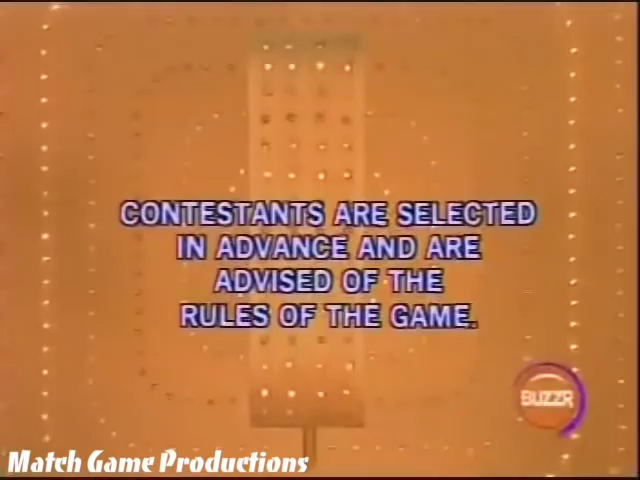 CONTESTANTS ARE SELECTED
IN ADVANCE AND ARE
ADVISED OF THE
RULES OF THE GAME.
BUZZR
Match Game Productions